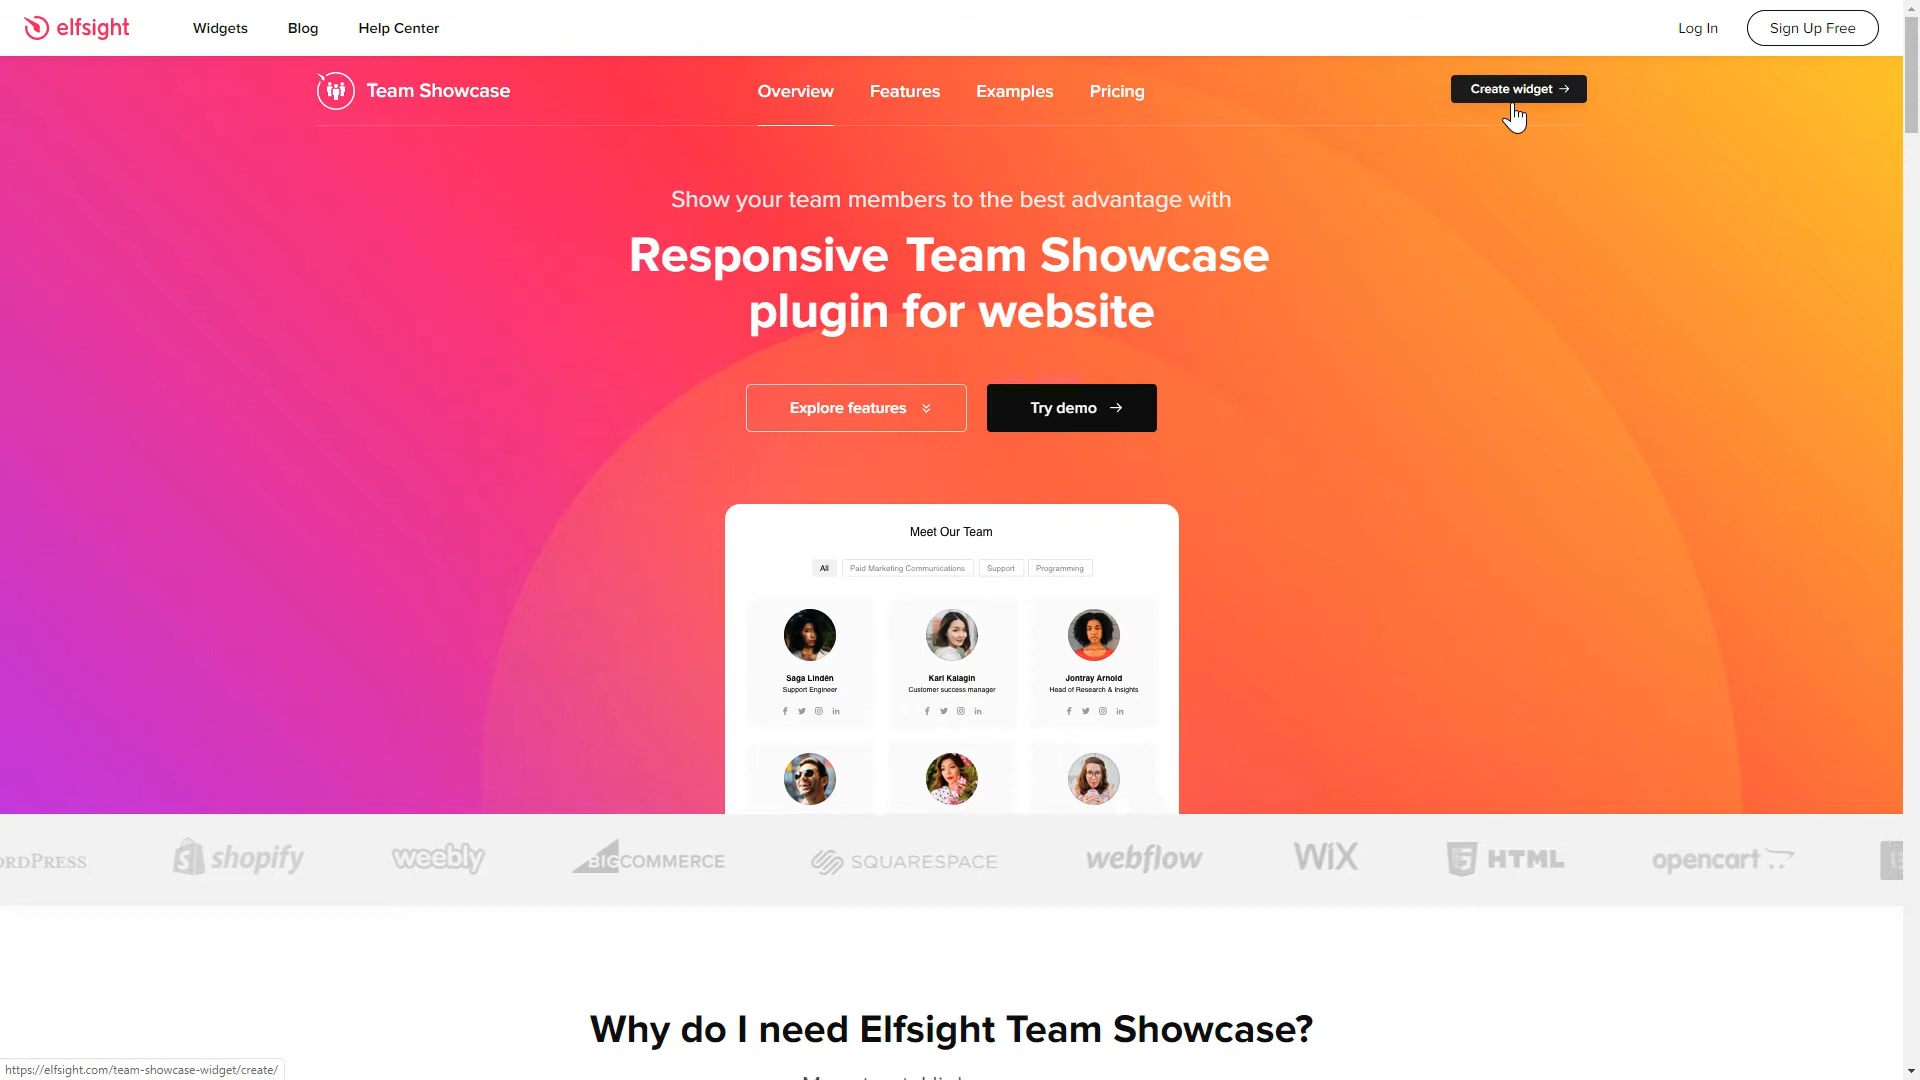 elfsight
Widgets
Blog
Help Center
Log In
Sign Up Free
Team Showcase
Overview
Features
Examples
Pricing
Create widget →
Show your team members to the best advantage with
Responsive Team Showcase
plugin for website
Explore features
Try demo →
Meet Our Team
All
Paid Marketing Communications
Support
Programming
Saga Lindén
Support Engineer
Karl Kalagin
Customer success manager
Jontray Arnold
Head of Research & Insights
ORDPRESS
shopify
weebly
BIGCOMMERCE
SQUARESPACE
webflow
WiX
HTML
opencart
Why do I need Elfsight Team Showcase?
https://elfsight.com/team-showcase-widget/create/